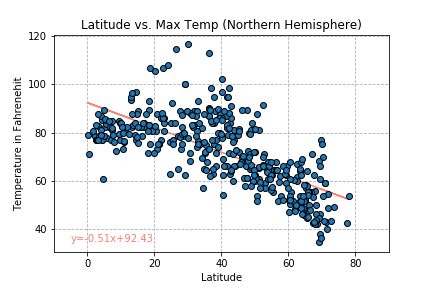 Latitude vs. Max Temp (Northern Hemisphere)
120
100
80
60
40
Temperature in Fahrenehit
y=-0.51x+92.43
0 20 40 60 80
Latitude